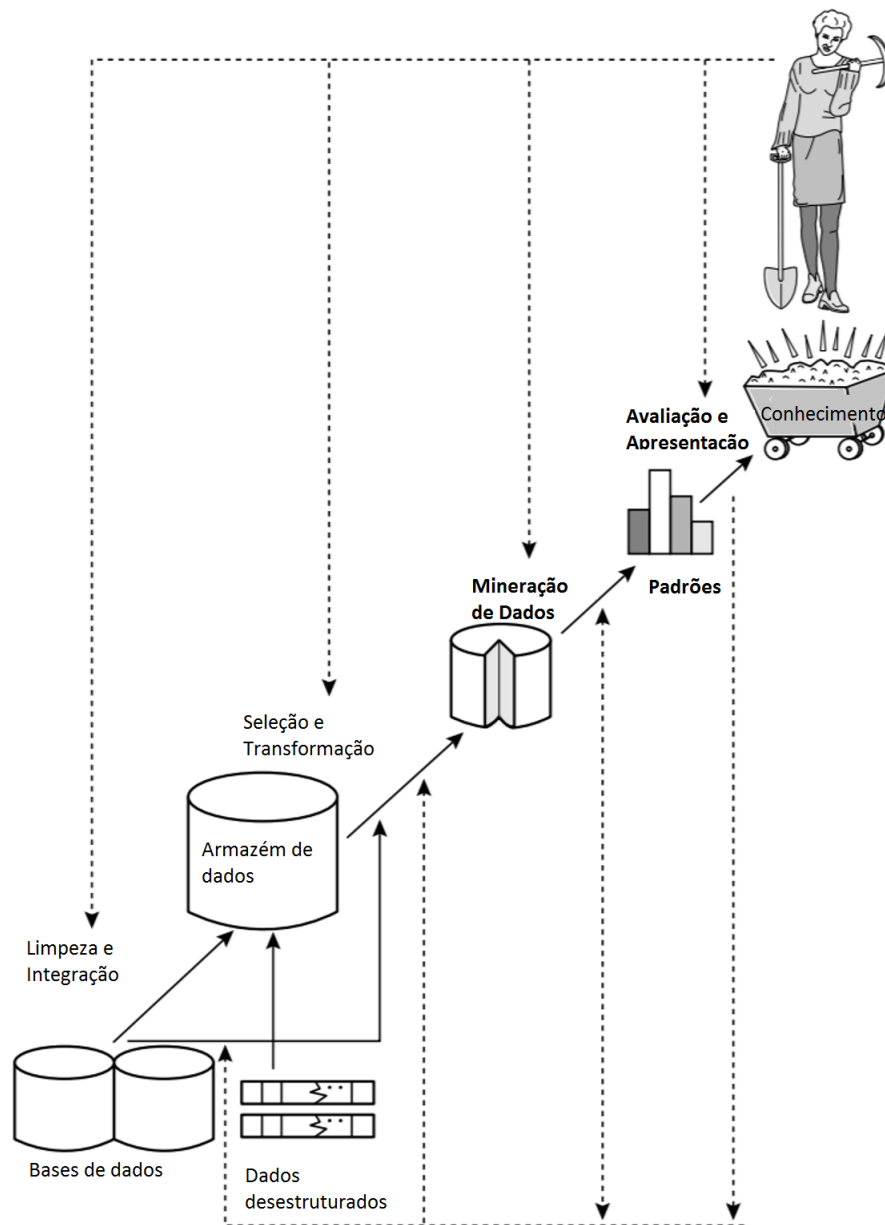 Avaliação e
Apresentação
Conhecimento
Mineração
de Dados
Padrões
Seleção e
Transformação
Armazém de
dados
Limpeza e
Integração
Bases de dados
Dados
desestruturados